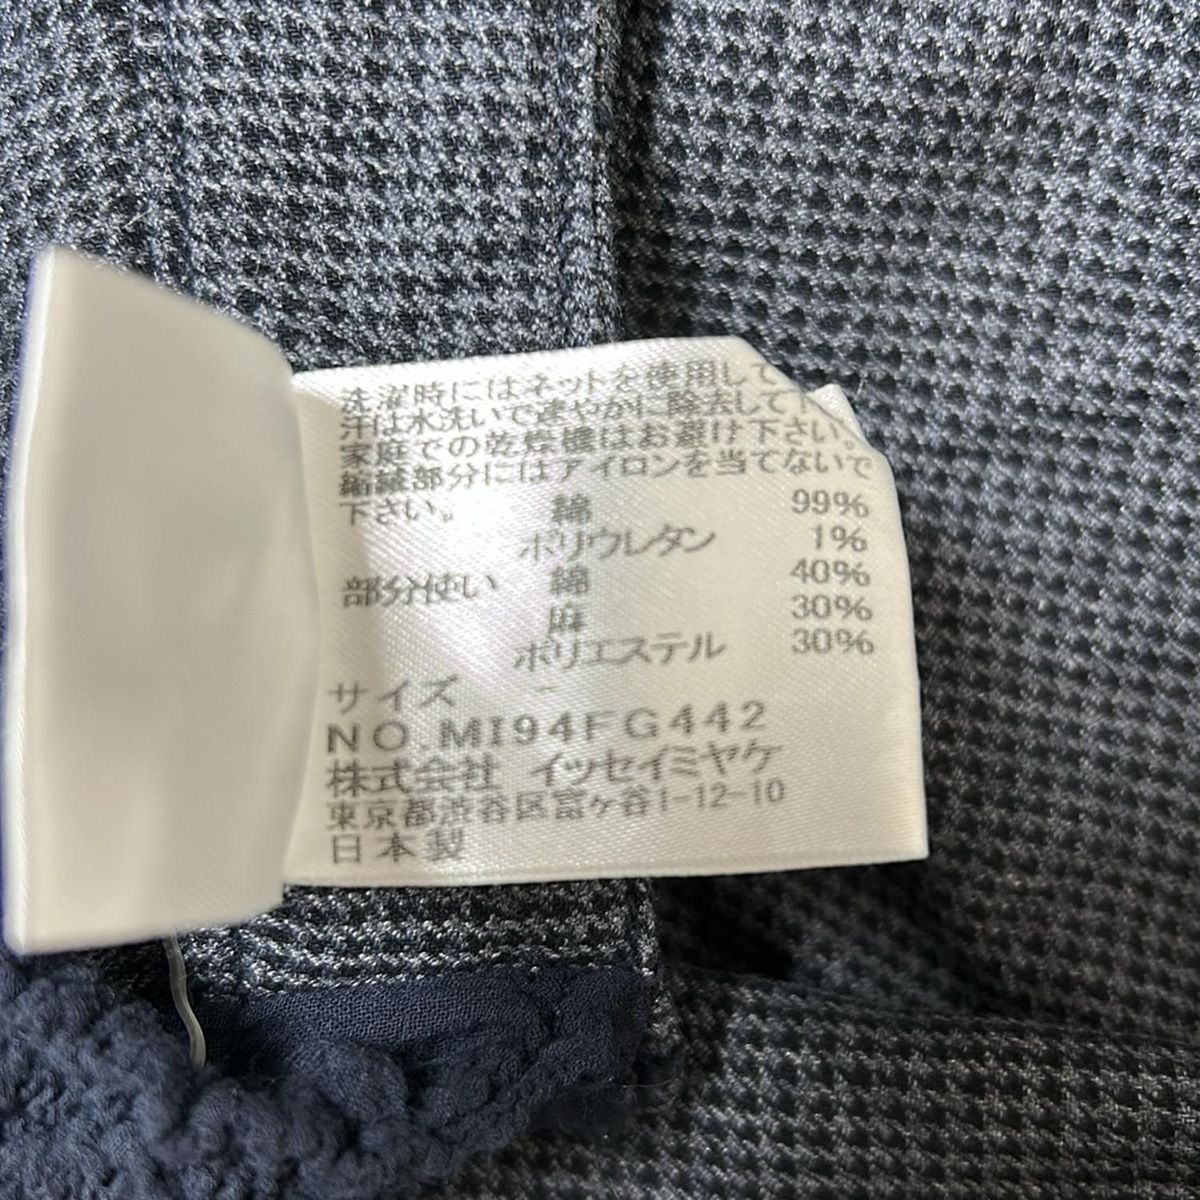 洗濯時にはネットを使用して
汗は水洗いで速やかに除去して下
家庭での乾燥機はお避け下さい。
縮緬部分にはアイロンを当てないで
下さい。 綿 99%
ポリウレタン 1%
部分使い 綿 40%
麻 30%
ポリエステル 30%
サイズ -
NO.MI94FG442
株式会社 イッセイミヤケ
東京都渋谷区富ヶ谷1-12-10
日本製